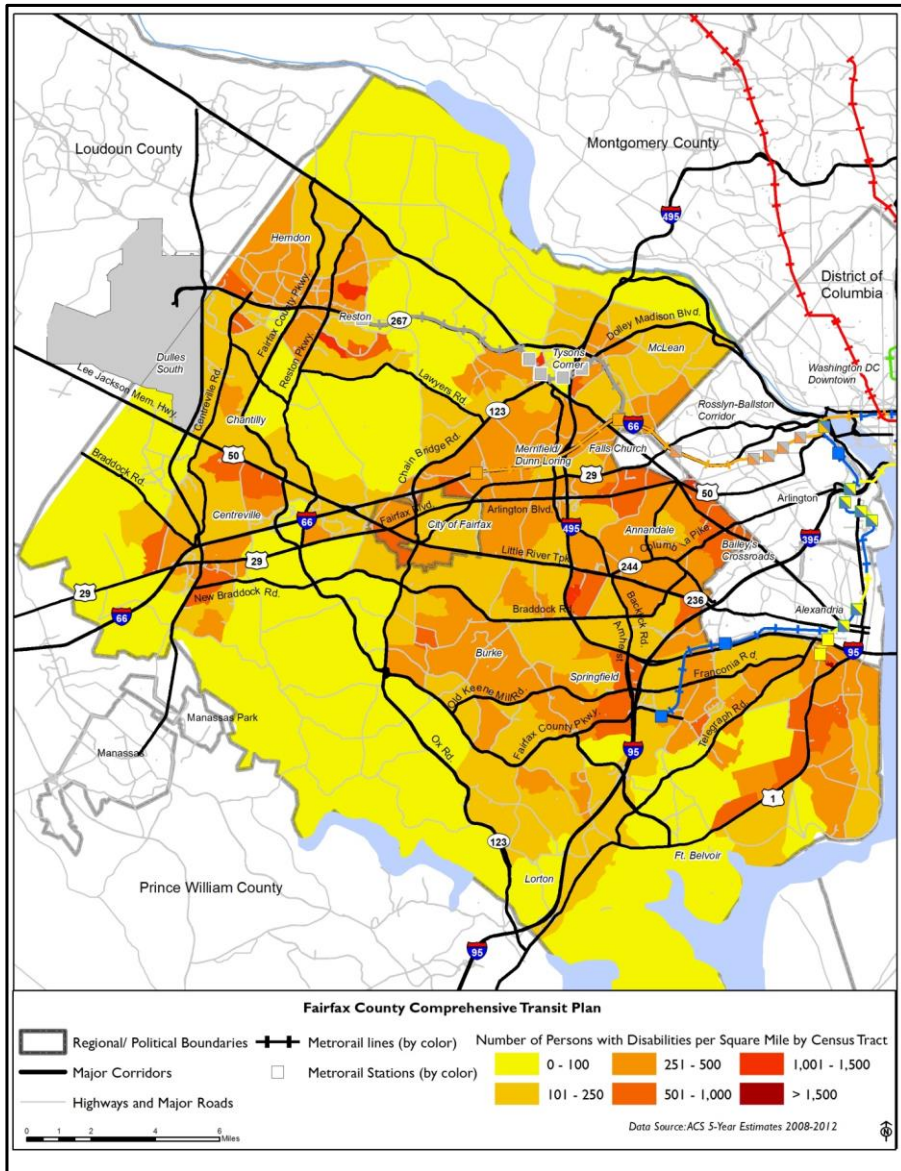 Loudoun County
Montgomery County
495
District of
Columbia
Herndon
Fairfax County Pkwy.
Reston Pkwy.
Reston
267
Dolley Madison Blvd.
McLean
Tysons
Corner
Washington DC
Downtown
Dulles
South
Lee Jackson Mem. Hwy.
Centreville Rd.
Lawyers Rd.
123
Rosslyn-Ballston
Corridor
66
Chantilly
Chain Bridge Rd.
Merrifield/
Dunn-Loring
Falls Church
50
29
50
Braddock Rd.
Arlington
Centreville
66
Fairfax Blvd
City of Fairfax
Arlington Blvd.
495
Annandale
Columbia Pike
Bailey's
Crossroads
395
Little River Tpk.
244
29
29
New Braddock Rd.
236
66
Braddock Rd.
Backlick Rd.
Amherst
Alexandria
95
Burke
Springfield
Franconia Rd.
Old Keene Mill Rd.
Fairfax County Pkwy.
Telegraph Rd.
Manassas Park
Manassas
Ox Rd.
95
1
123
Ft. Belvoir
Lorton
Prince William County
95
Fairfax County Comprehensive Transit Plan
Regional/ Political Boundaries
Metrorail lines (by color)
Number of Persons with Disabilities per Square Mile by Census Tract
Major Corridors
Metrorail Stations (by color)
0 - 100
251 - 500
1,001 - 1,500
101 - 250
501 - 1,000
> 1,500
Highways and Major Roads
0 1 2 4 6
Miles
Data Source: ACS 5-Year Estimates 2008-2012
N